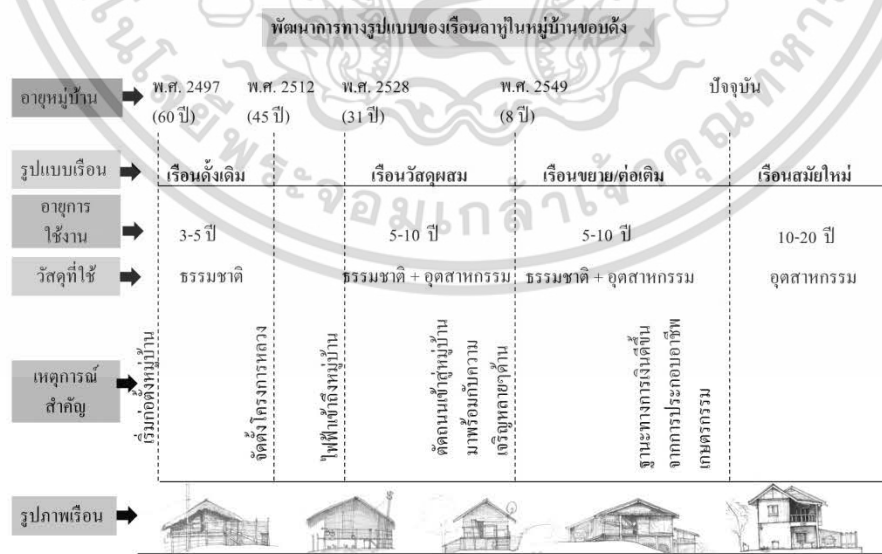 พัฒนาการทางรูปแบบของเรือนลาหู่ในหมู่บ้านขอบด้ง
อายุหมู่บ้าน
พ.ศ. 2497
(60 ปี)
พ.ศ. 2512
(45 ปี)
พ.ศ. 2528
(31 ปี)
พ.ศ. 2549
(8 ปี)
ปัจจุบัน
รูปแบบเรือน
เรือนดั้งเดิม
เรือนวัสดุผสม
เรือนขยาย/ต่อเติม
เรือนสมัยใหม่
อายุการ
ใช้งาน
3-5 ปี
5-10 ปี
5-10 ปี
10-20 ปี
วัสดุที่ใช้
ธรรมชาติ
ธรรมชาติ + อุตสาหกรรม
ธรรมชาติ + อุตสาหกรรม
อุตสาหกรรม
เหตุการณ์
สำคัญ
เริ่มก่อตั้งหมู่บ้าน
จัดตั้งโครงการหลวง
ไฟฟ้าเข้าถึงหมู่บ้าน
ตัดถนนเข้าสู่หมู่บ้าน
มาพร้อมกับความ
เจริญหลายๆด้าน
ฐานะทางการเงินดีขึ้น
จากการประกอบอาชีพ
เกษตรกรรม
รูปภาพเรือน